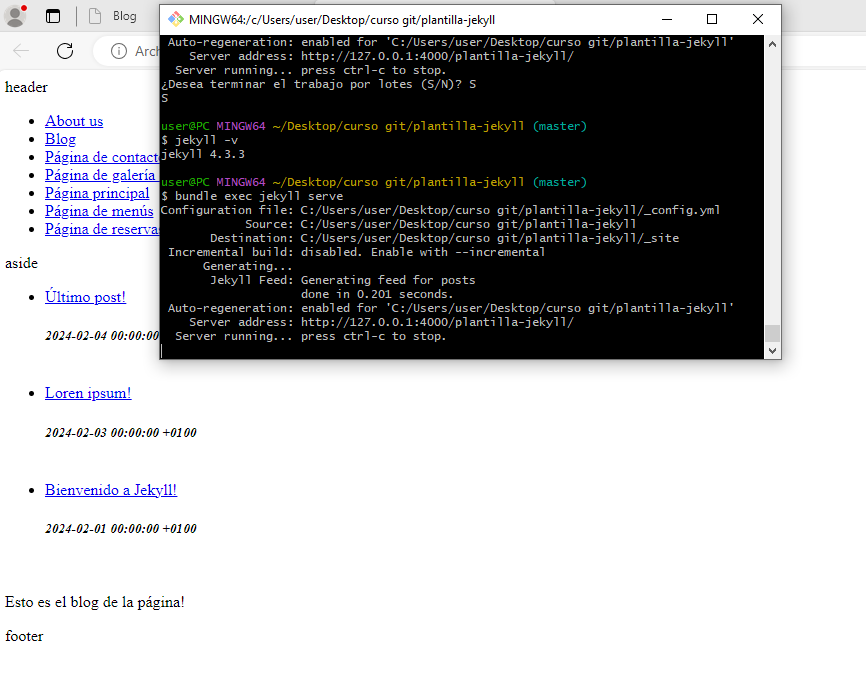 Blog
MINGW64:/c/Users/user/Desktop/curso git/plantilla-jekyll
Arch
Auto-regeneration: enabled for 'C:/Users/user/Desktop/curso git/plantilla-jekyll'
Server address: http://127.0.0.1:4000/plantilla-jekyll/
Server running... press ctrl-c to stop.
¿Desea terminar el trabajo por lotes (S/N)? S
S
user@PC MINGW64 ~/Desktop/curso git/plantilla-jekyll (master)
$ jekyll -v
jekyll 4.3.3
user@PC MINGW64 ~/Desktop/curso git/plantilla-jekyll (master)
$ bundle exec jekyll serve
Configuration file: C:/Users/user/Desktop/curso git/plantilla-jekyll/_config.yml
Source: C:/Users/user/Desktop/curso git/plantilla-jekyll
Destination: C:/Users/user/Desktop/curso git/plantilla-jekyll/_site
Incremental build: disabled. Enable with --incremental
Generating...
Jekyll Feed: Generating feed for posts
done in 0.201 seconds.
Auto-regeneration: enabled for 'C:/Users/user/Desktop/curso git/plantilla-jekyll'
Server address: http://127.0.0.1:4000/plantilla-jekyll/
Server running... press ctrl-c to stop.
header
About us
Blog
Página de contacto
Página de galería
Página principal
Página de menús
Página de reservas
aside
Último post!
2024-02-04 00:00:00
Loren ipsum!
2024-02-03 00:00:00 +0100
Bienvenido a Jekyll!
2024-02-01 00:00:00 +0100
Esto es el blog de la página!
footer